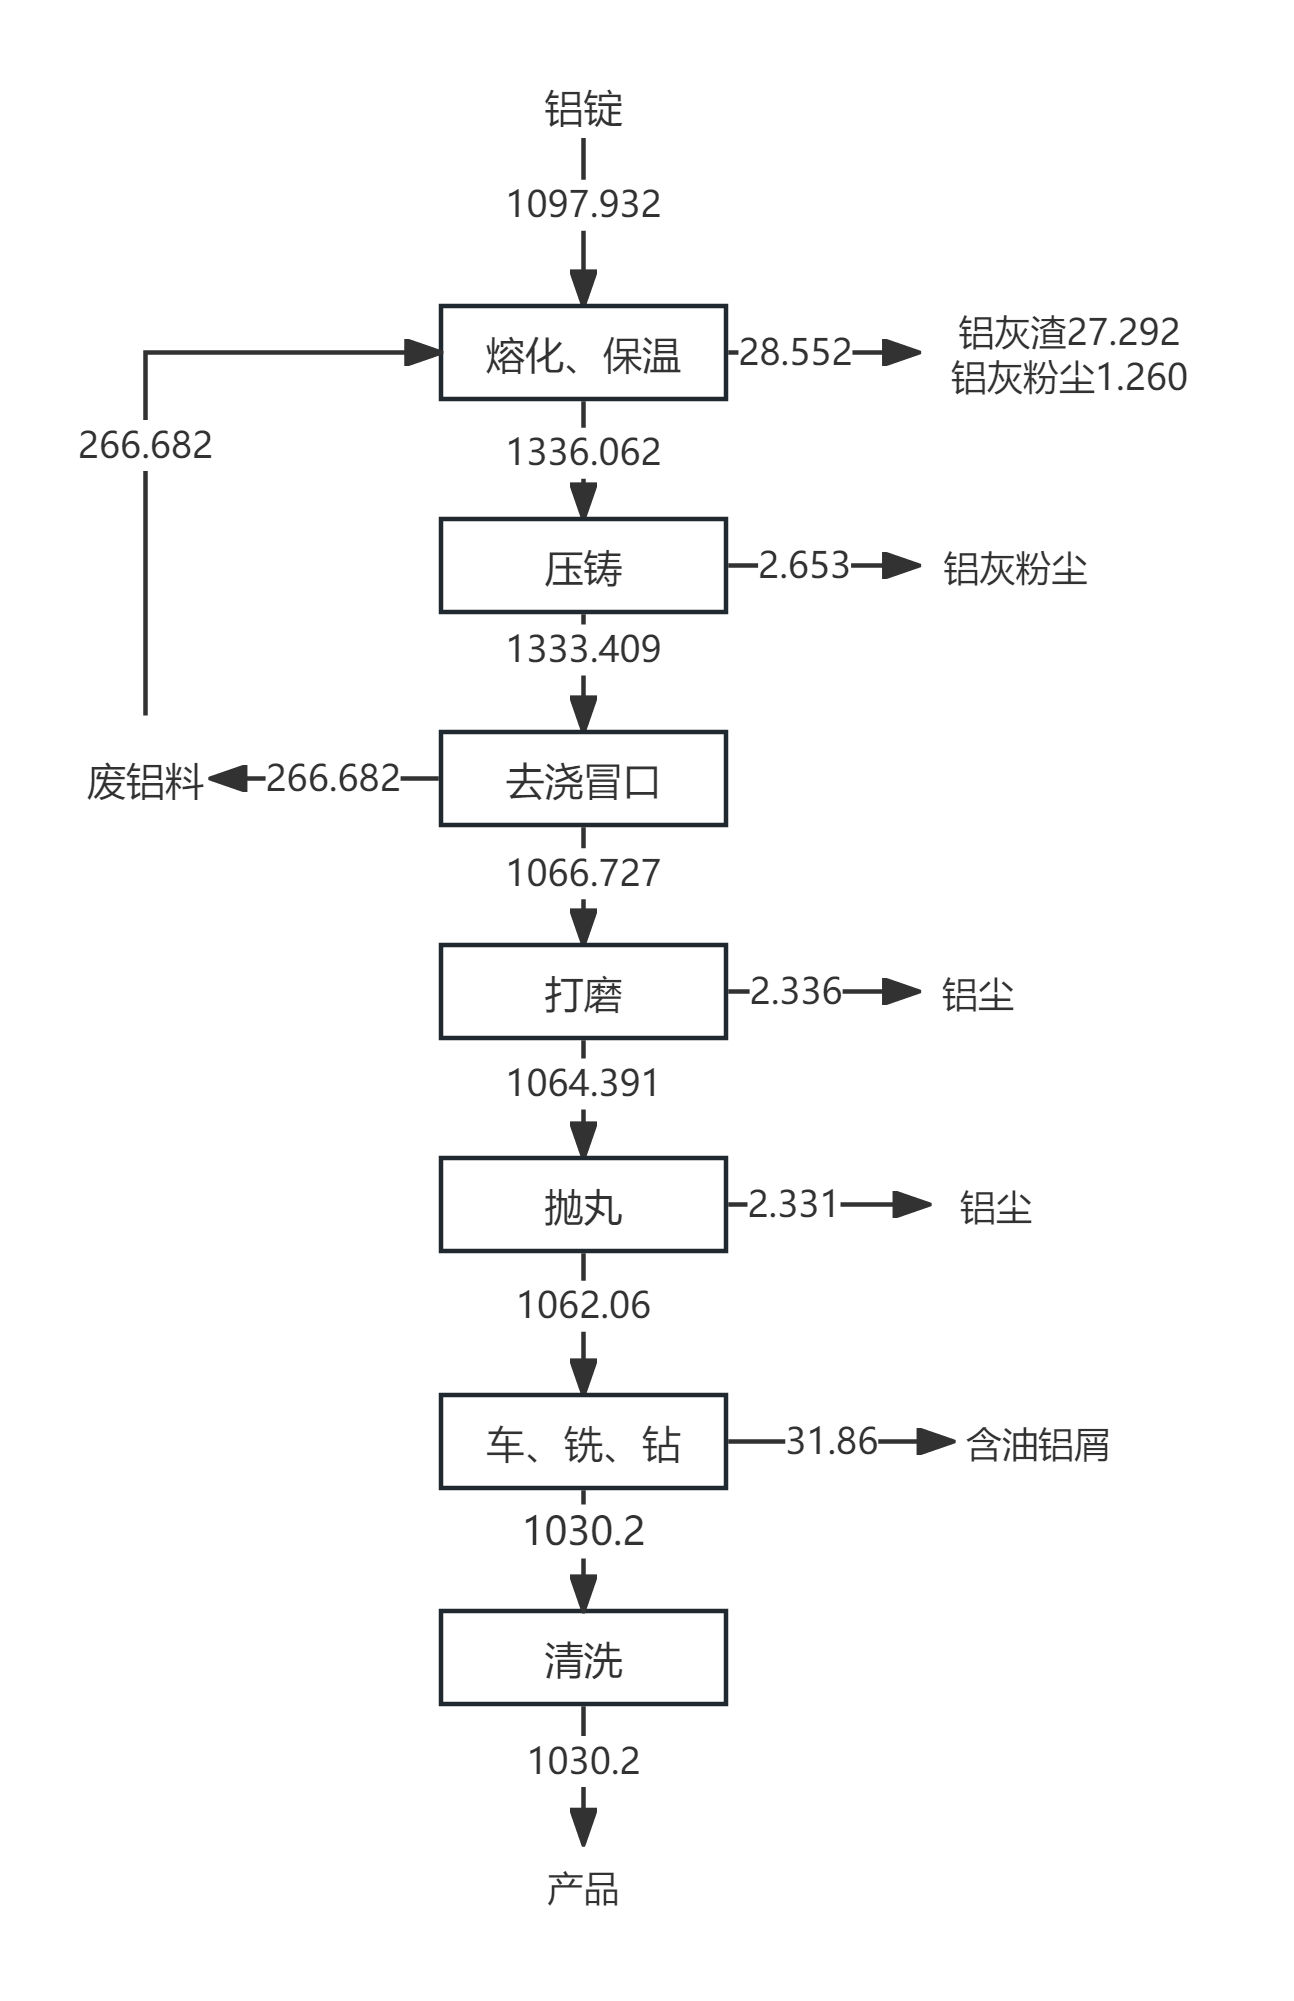 铝锭
1097.932
熔化、保温
28.552
铝灰渣27.292
铝灰粉尘1.260
266.682
1336.062
压铸
2.653
铝灰粉尘
1333.409
废铝料
266.682
去浇冒口
1066.727
打磨
2.336
铝尘
1064.391
抛丸
2.331
铝尘
1062.06
车、铣、钻
31.86
含油铝屑
1030.2
清洗
1030.2
产品